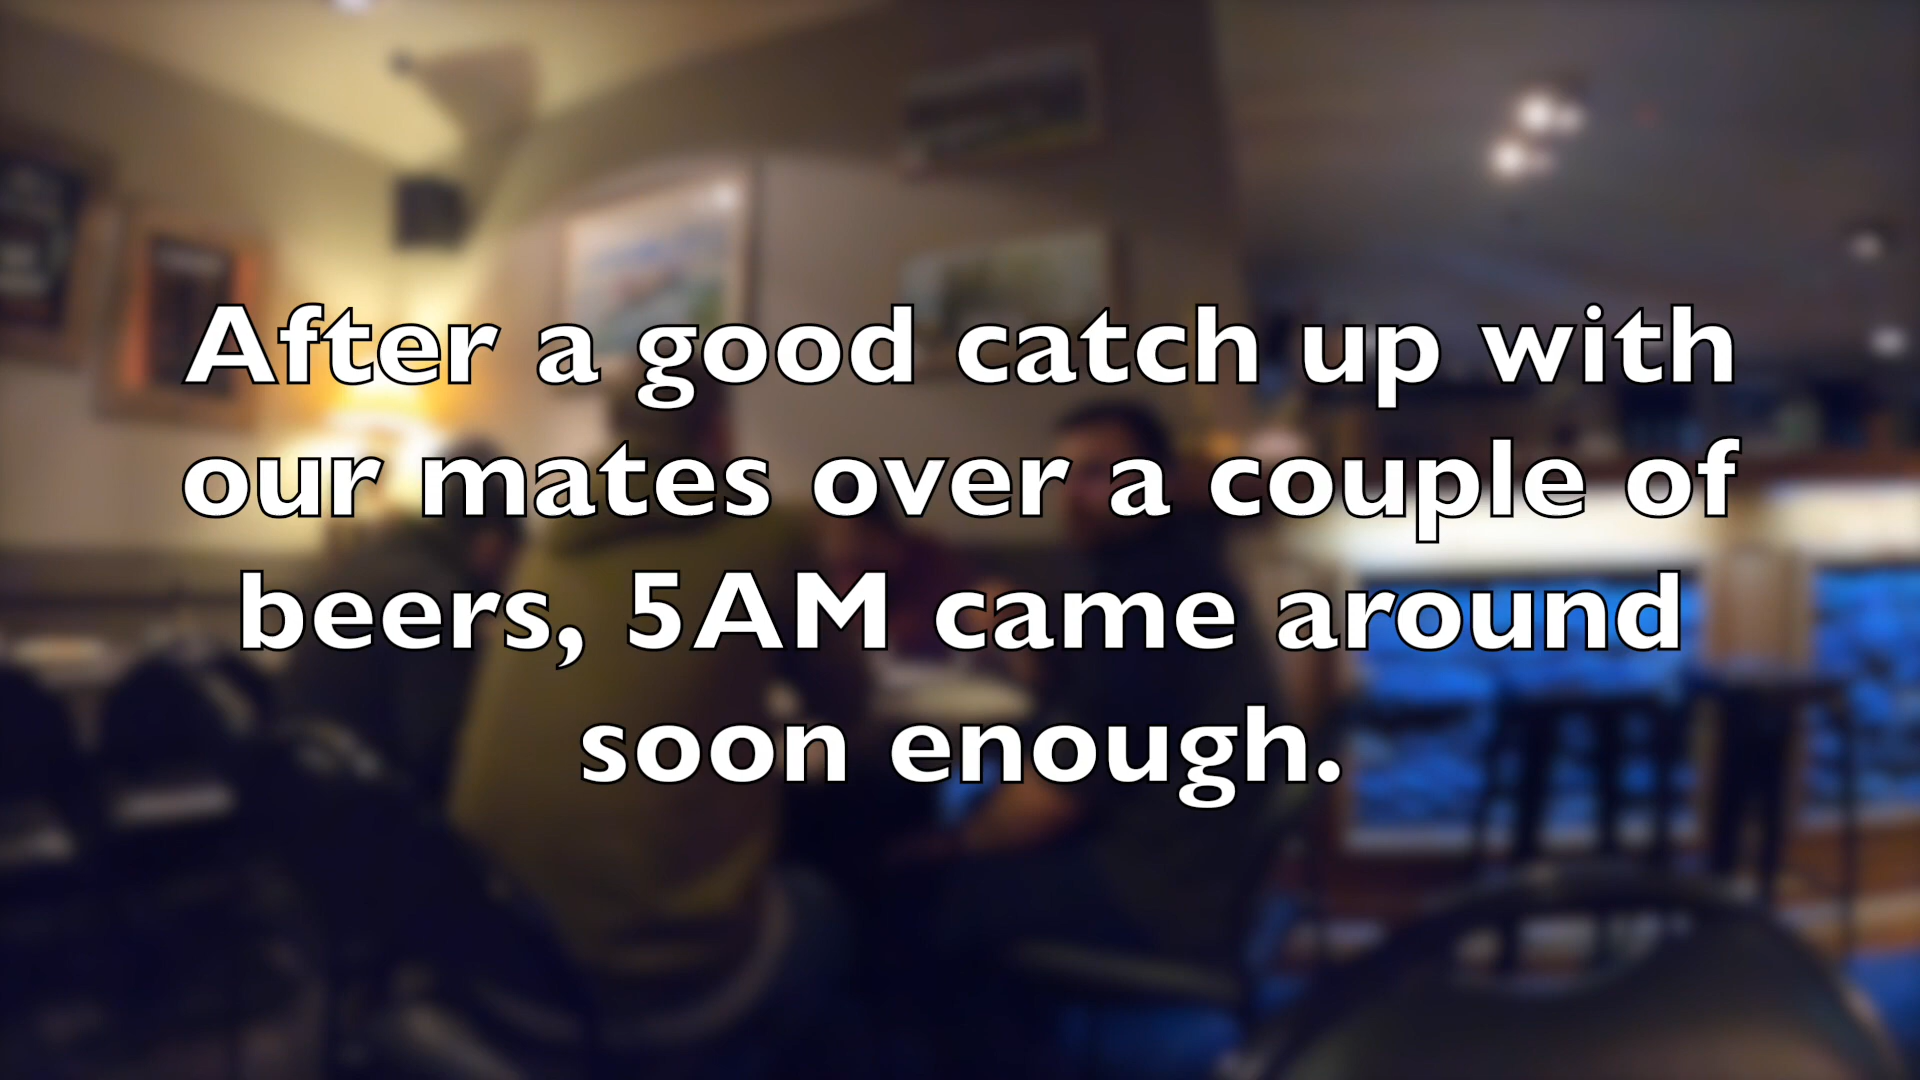 After a good catch up with
our mates over a couple of
beers, 5AM came around
soon enough.